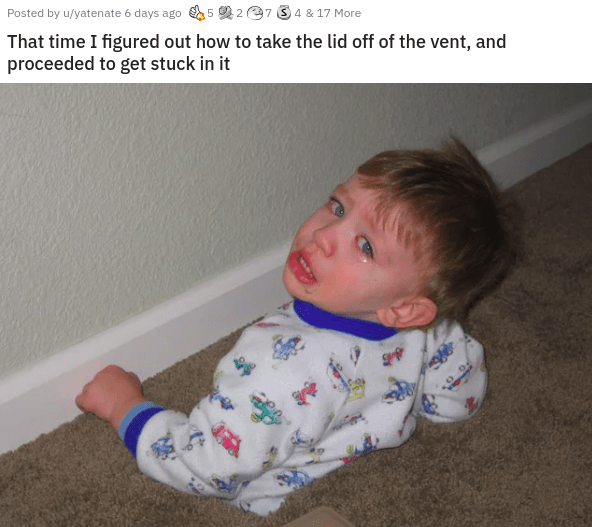 Posted by u/yatenate 6 days ago 5 2 7 S 4 & 17 More
That time I figured out how to take the lid off of the vent, and
proceeded to get stuck in it